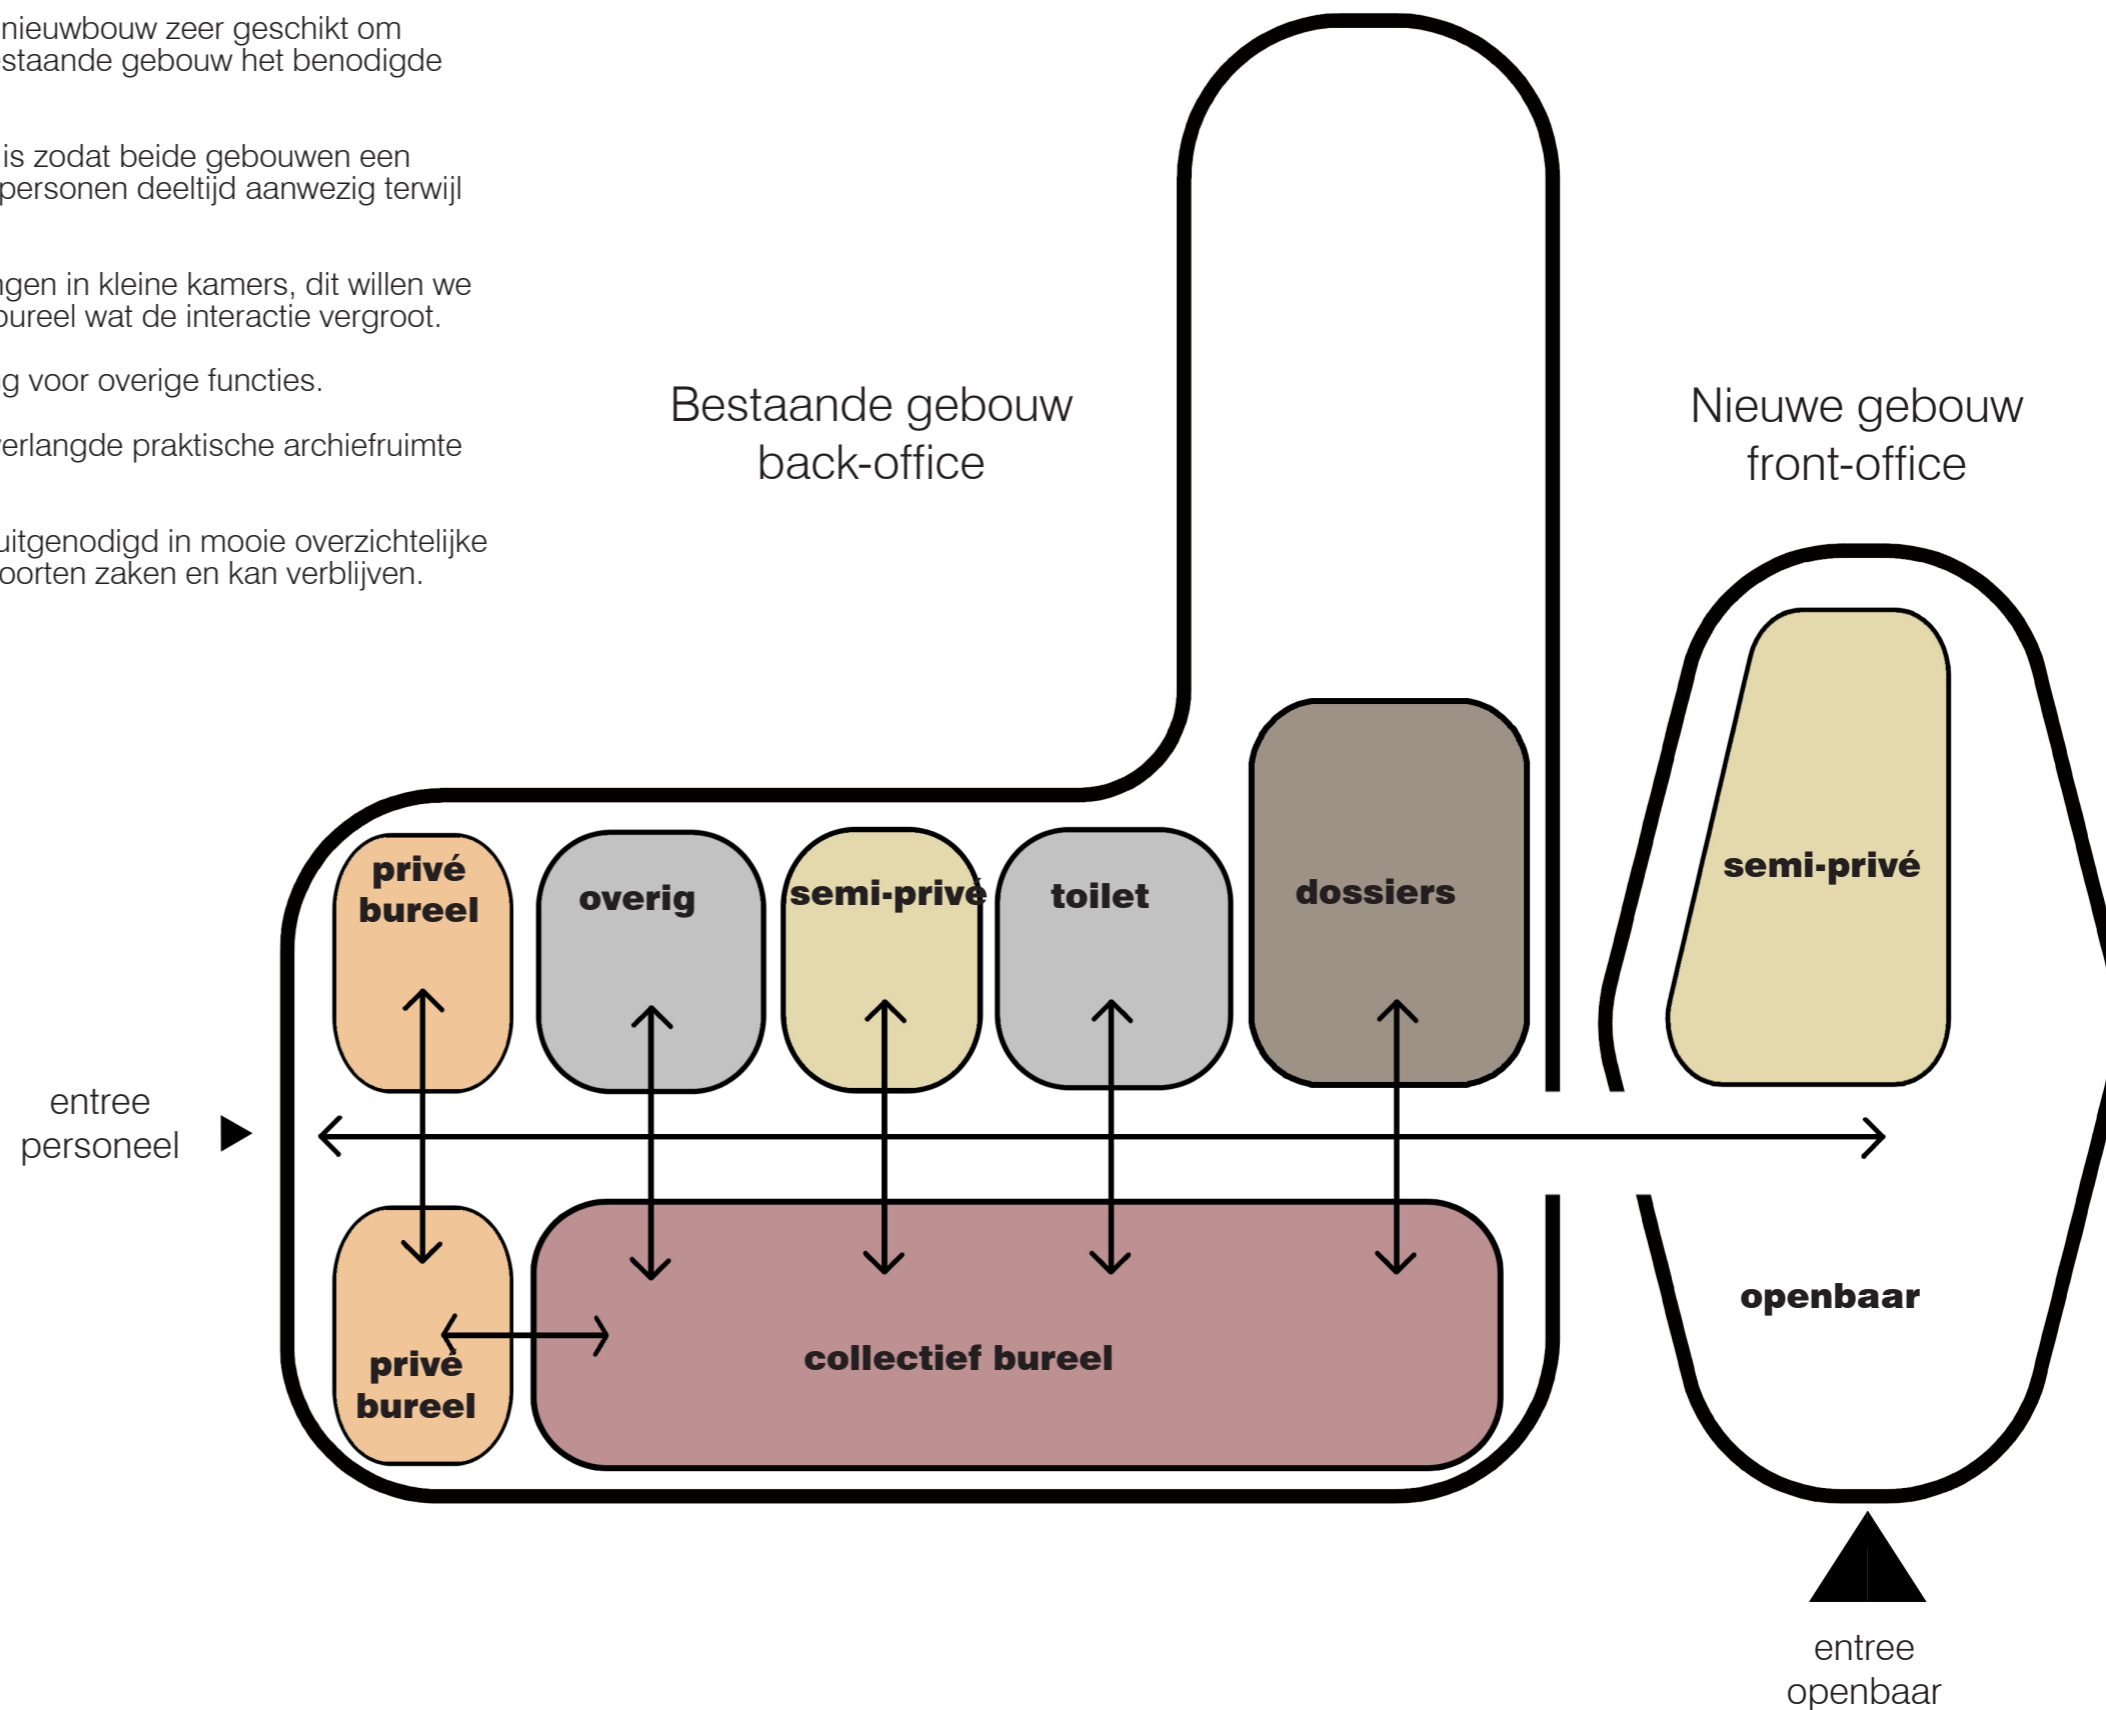 nieuwbouw zeer geschikt om
staande gebouw het benodigde
is zodat beide gebouwen een
personen deeltijd aanwezig terwijl
ngen in kleine kamers, dit willen we
bureel wat de interactie vergroot.
g voor overige functies.
verlangde praktische archiefruimte
uitgenodigd in mooie overzichtelijke
oorten zaken en kan verblijven.
Bestaande gebouw
back-office
Nieuwe gebouw
front-office
privé
bureel
overig
semi-privé
toilet
dossiers
semi-privé
entree
personeel
openbaar
privé
bureel
collectief bureel
entree
openbaar